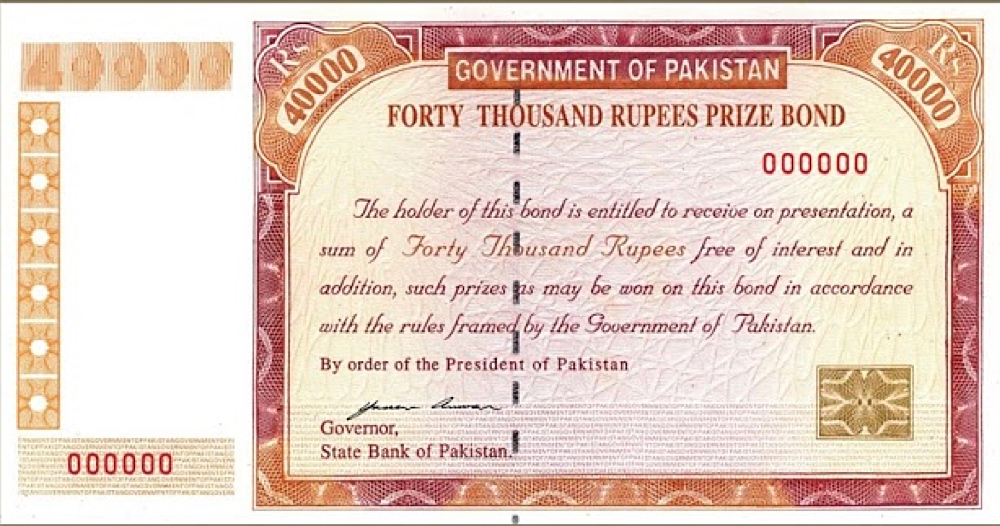 40000
Rs
40000
Rs
40000
GOVERNMENT OF PAKISTAN
FORTY THOUSAND RUPEES PRIZE BOND
000000
The holder of this bond is entitled to receive on presentation, a
sum of Forty Thousand Rupees free of interest and in
addition, such prizes as may be won on this bond in accordance
with the rules framed by the Government of Pakistan.
By order of the President of Pakistan
Governor,
State Bank of Pakistan.
000000